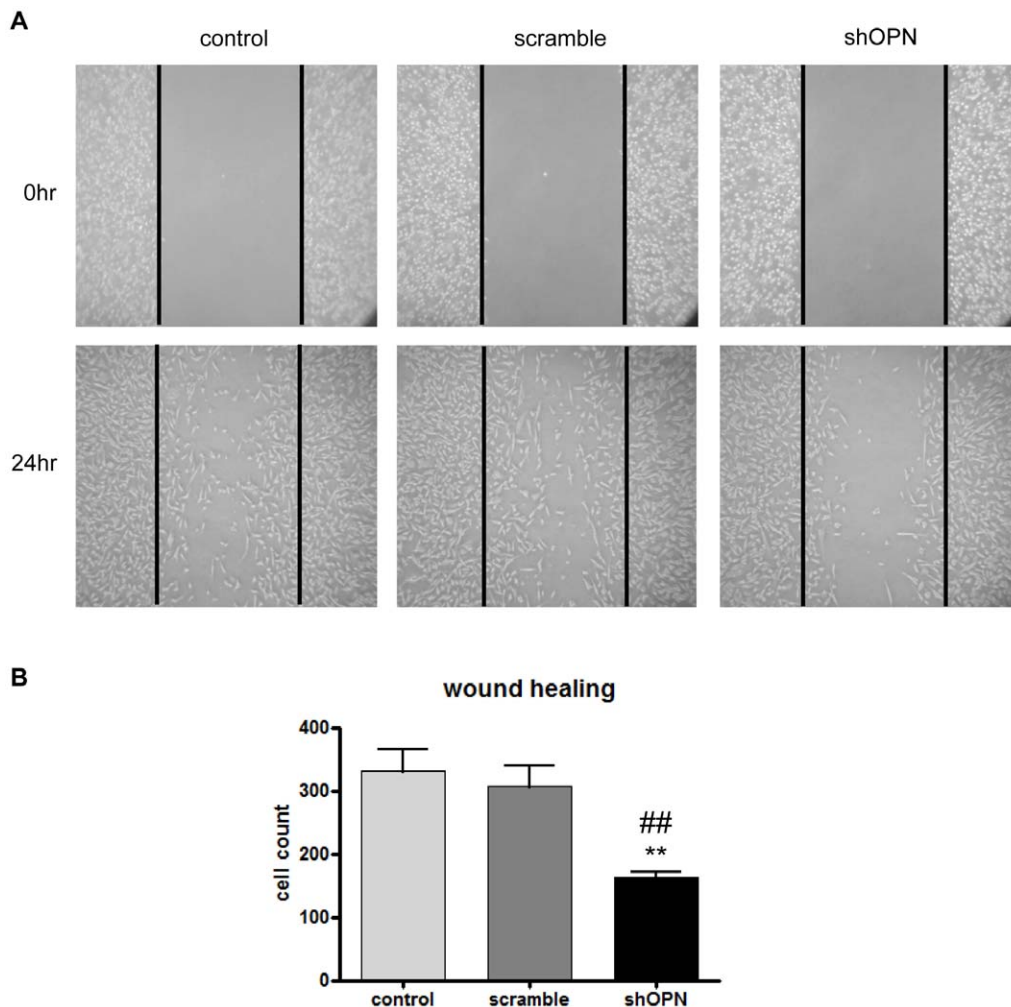 A
control scramble shOPN
0hr
24hr
B
wound healing
400
300
200
100
0
cell count
##
**
control scramble shOPN